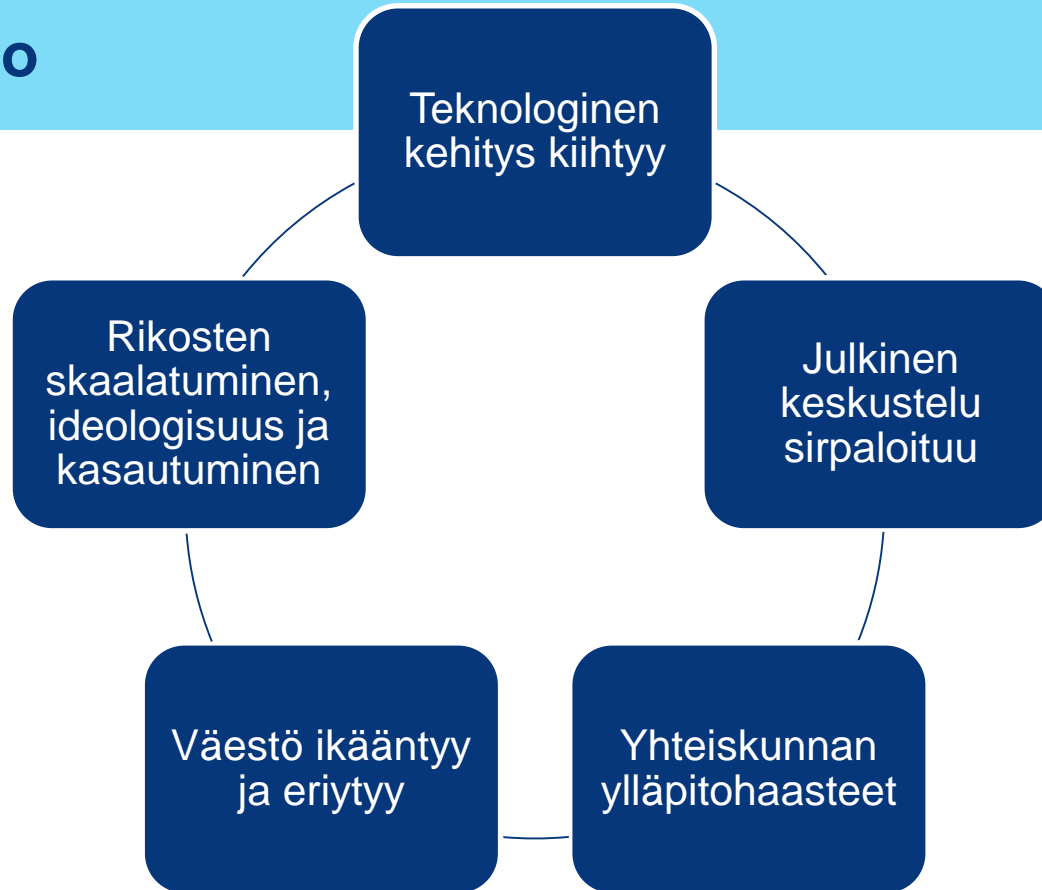 o
Teknologinen
kehitys kiihtyy
Julkinen
keskustelu
sirpaloituu
Yhteiskunnan
ylläpitohaasteet
Väestö ikääntyy
ja eriytyy
Rikosten
skaalatuminen,
ideologisuus ja
kasautuminen